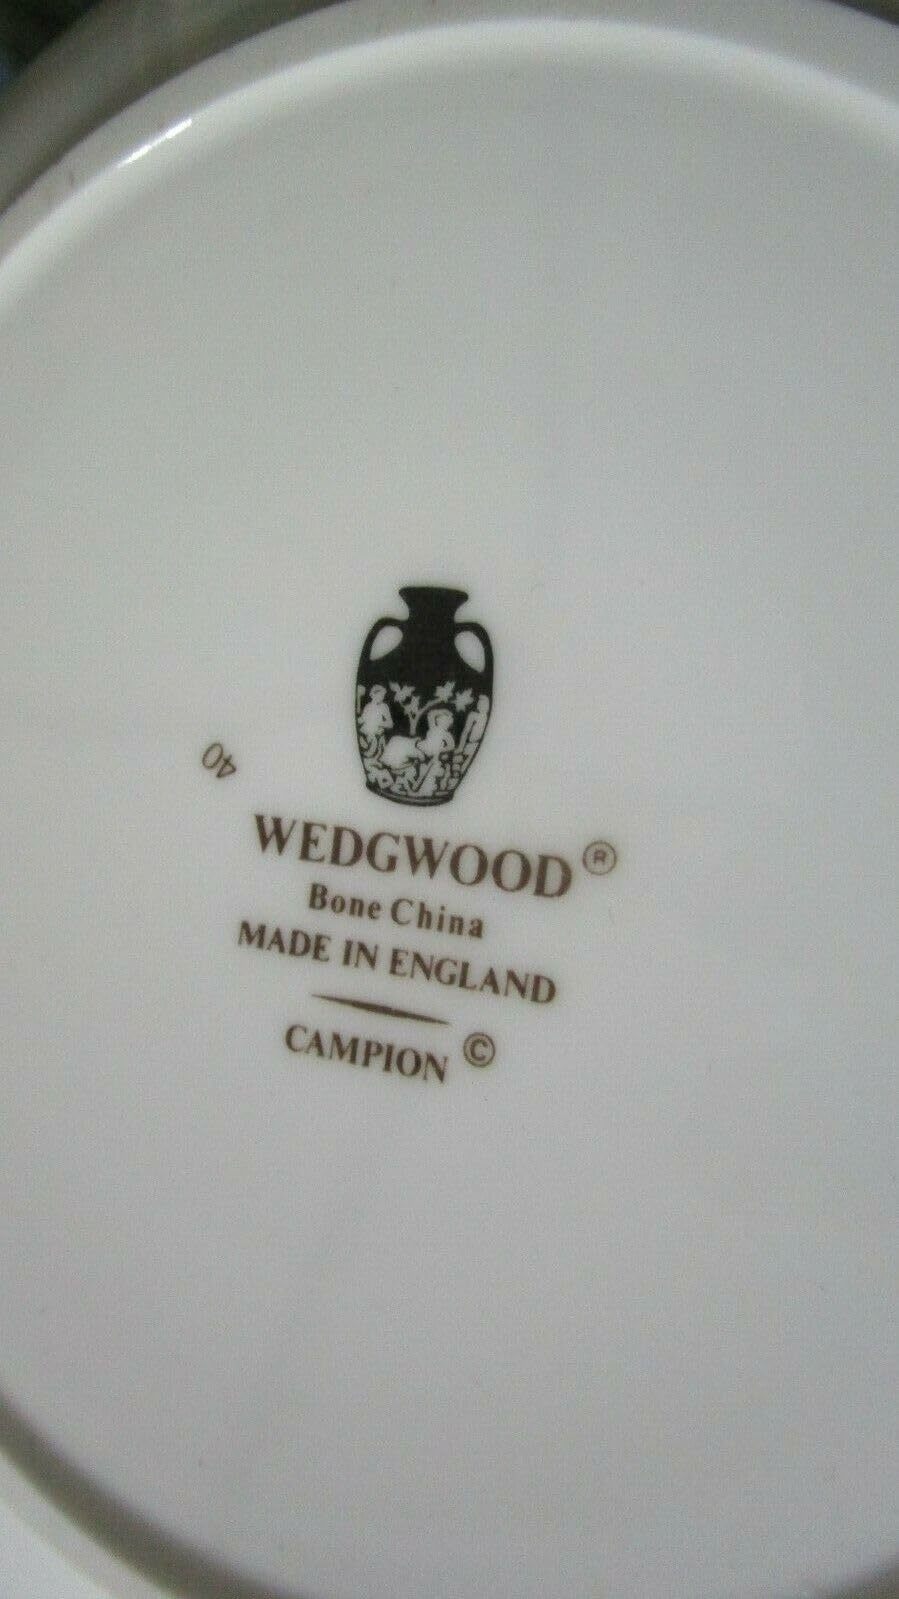 40
WEDGWOOD®
Bone China
MADE IN ENGLAND
CAMPION ©